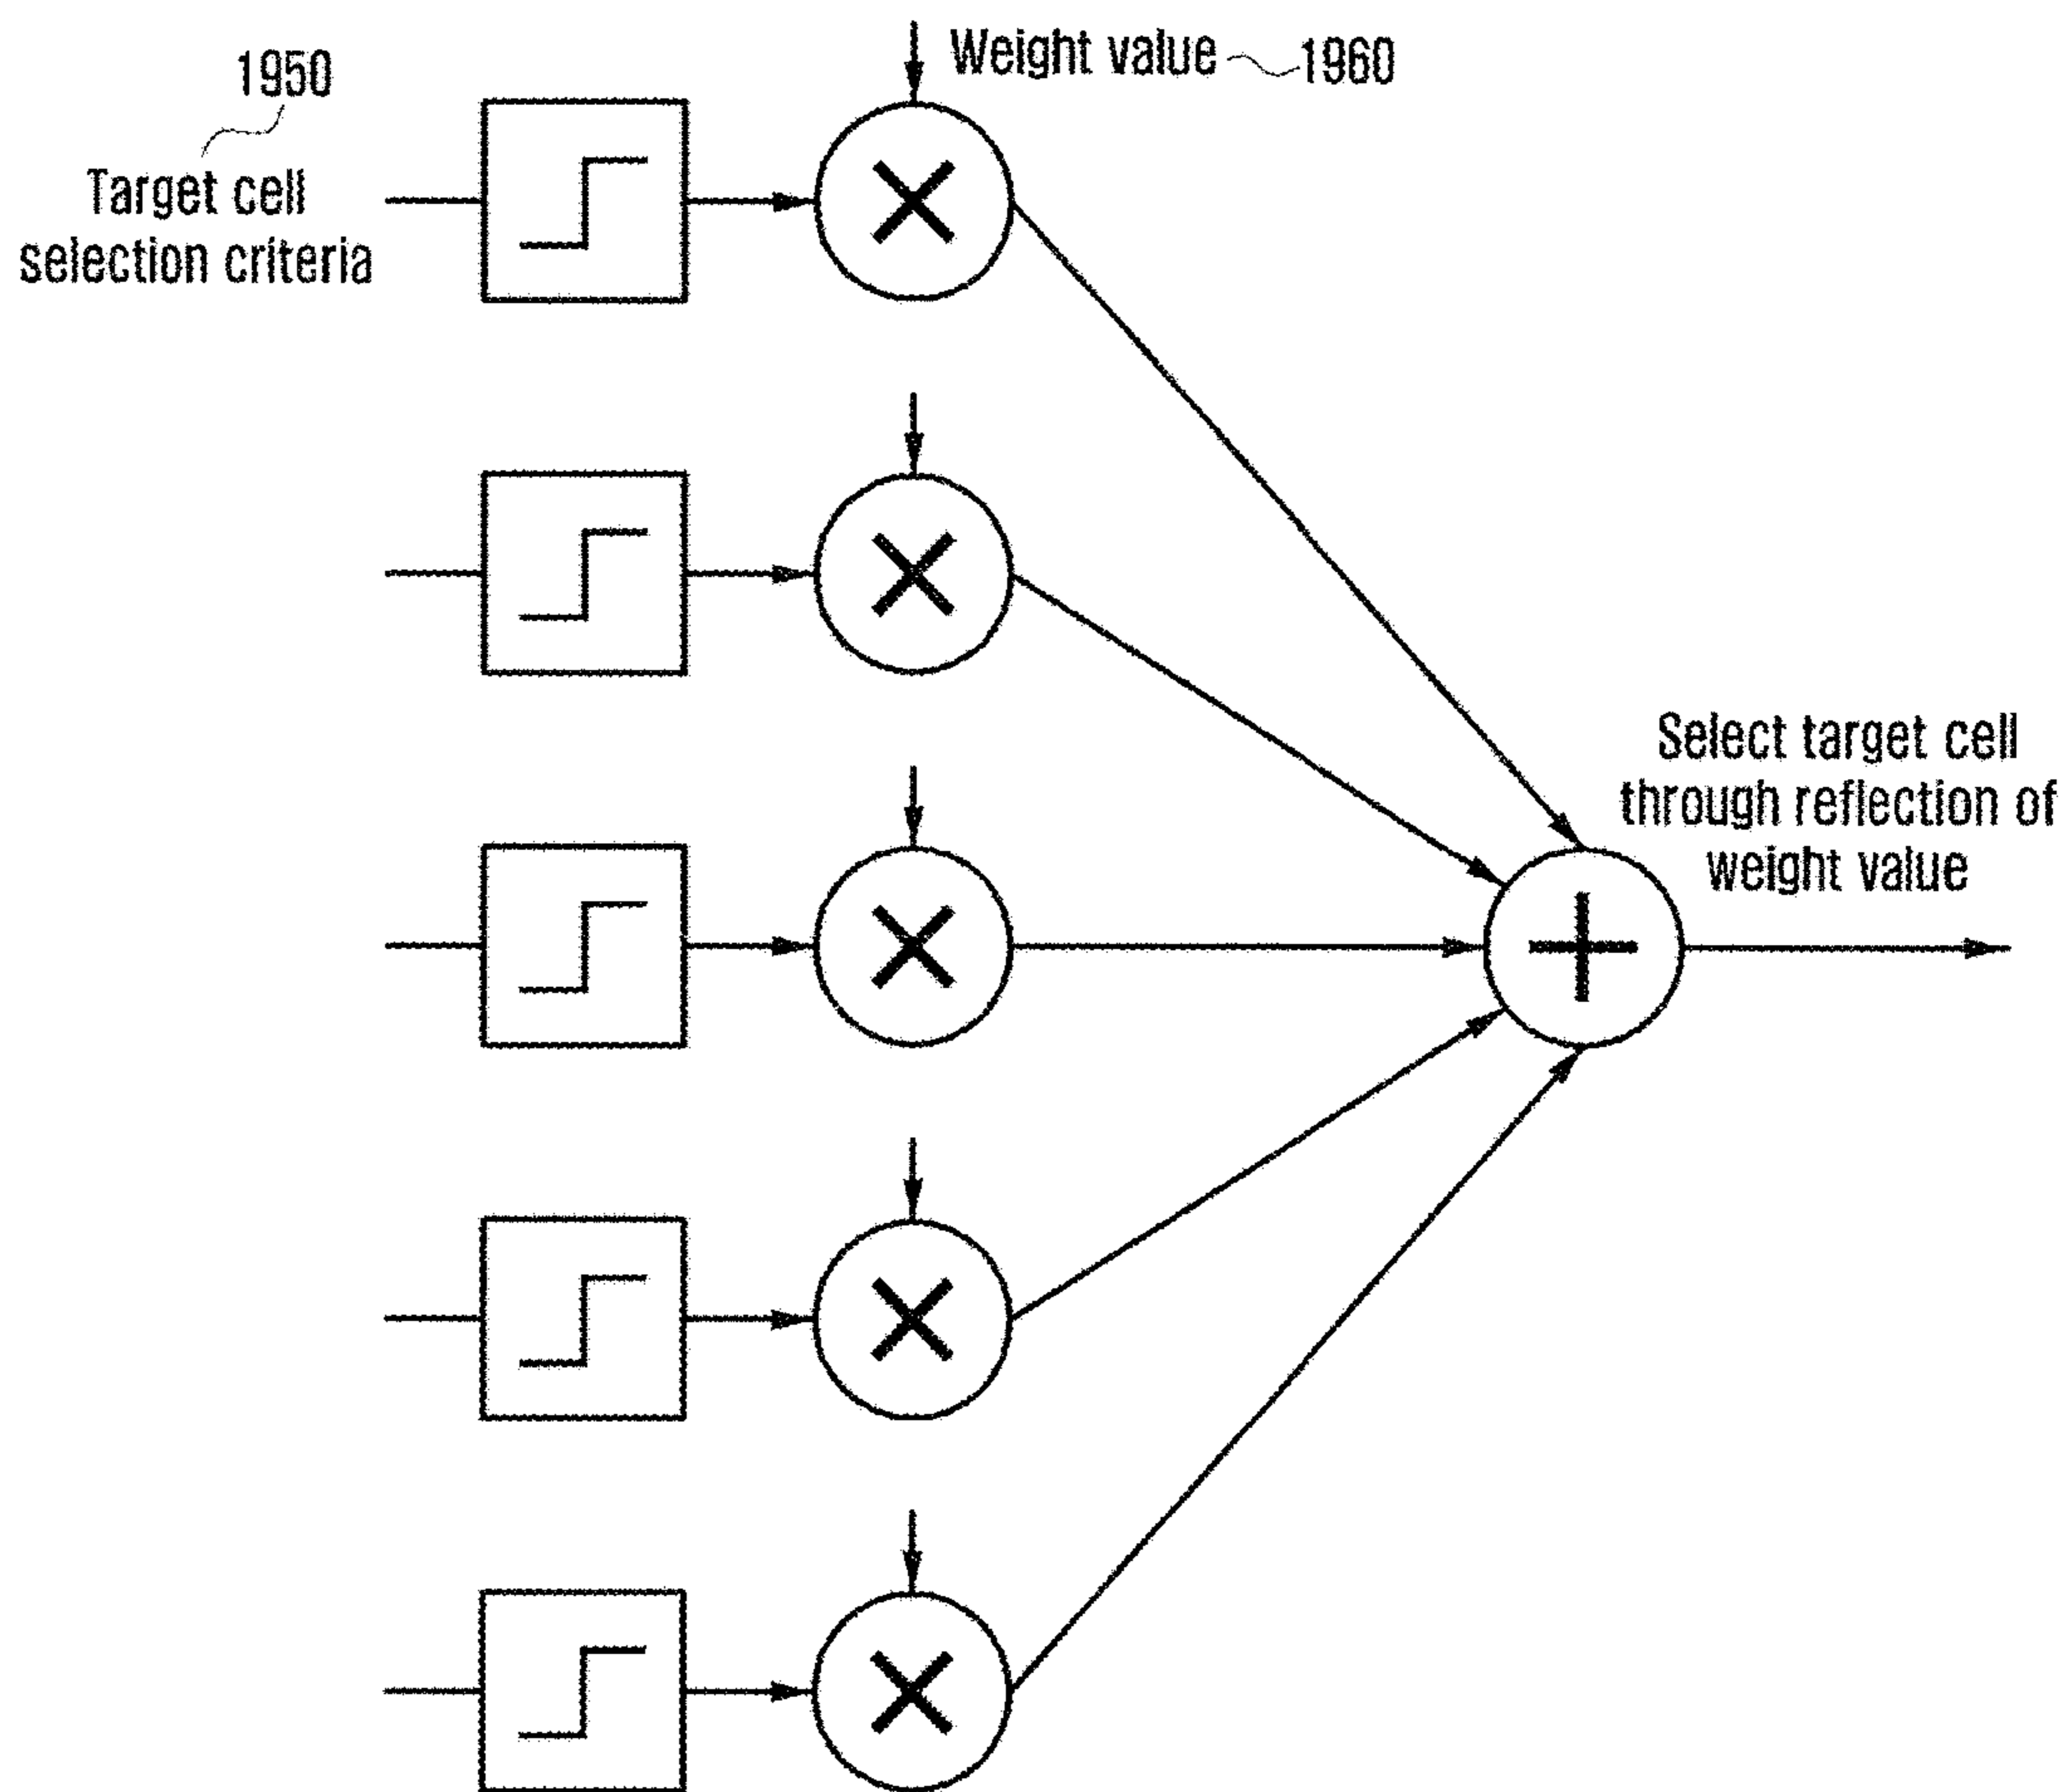 1950
Target cell
selection criteria
Weight value 1960
Select target cell
through reflection of
weight value